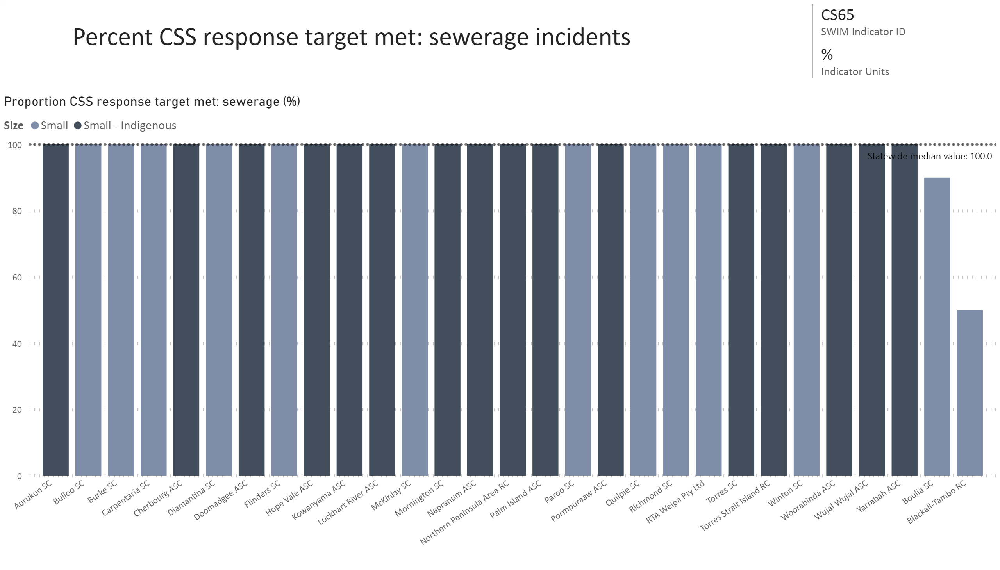 CS65
SWIM Indicator ID
Percent CSS response target met: sewerage incidents
%
Indicator Units
Proportion CSS response target met: sewerage (%)
Size Small Small - Indigenous
100
Statewide median value: 100.0
80
60
40
20
0
Aurukun SC
Bulloo SC
Burke SC
Carpentaria SC
Cherbourg ASC
Diamantina SC
Doomadgee ASC
Flinders SC
Hope Vale ASC
Kowanyama ASC
Lockhart River ASC
McKinlay SC
Mornington SC
Napranum ASC
Northern Peninsula Area RC
Palm Island ASC
Paroo SC
Pormpuraaw ASC
Quilpie SC
Richmond SC
RTA Weipa Pty Ltd
Torres SC
Torres Strait Island RC
Winton SC
Woorabinda ASC
Wujal Wujal ASC
Yarrabah ASC
Boulia SC
Blackall-Tambo RC